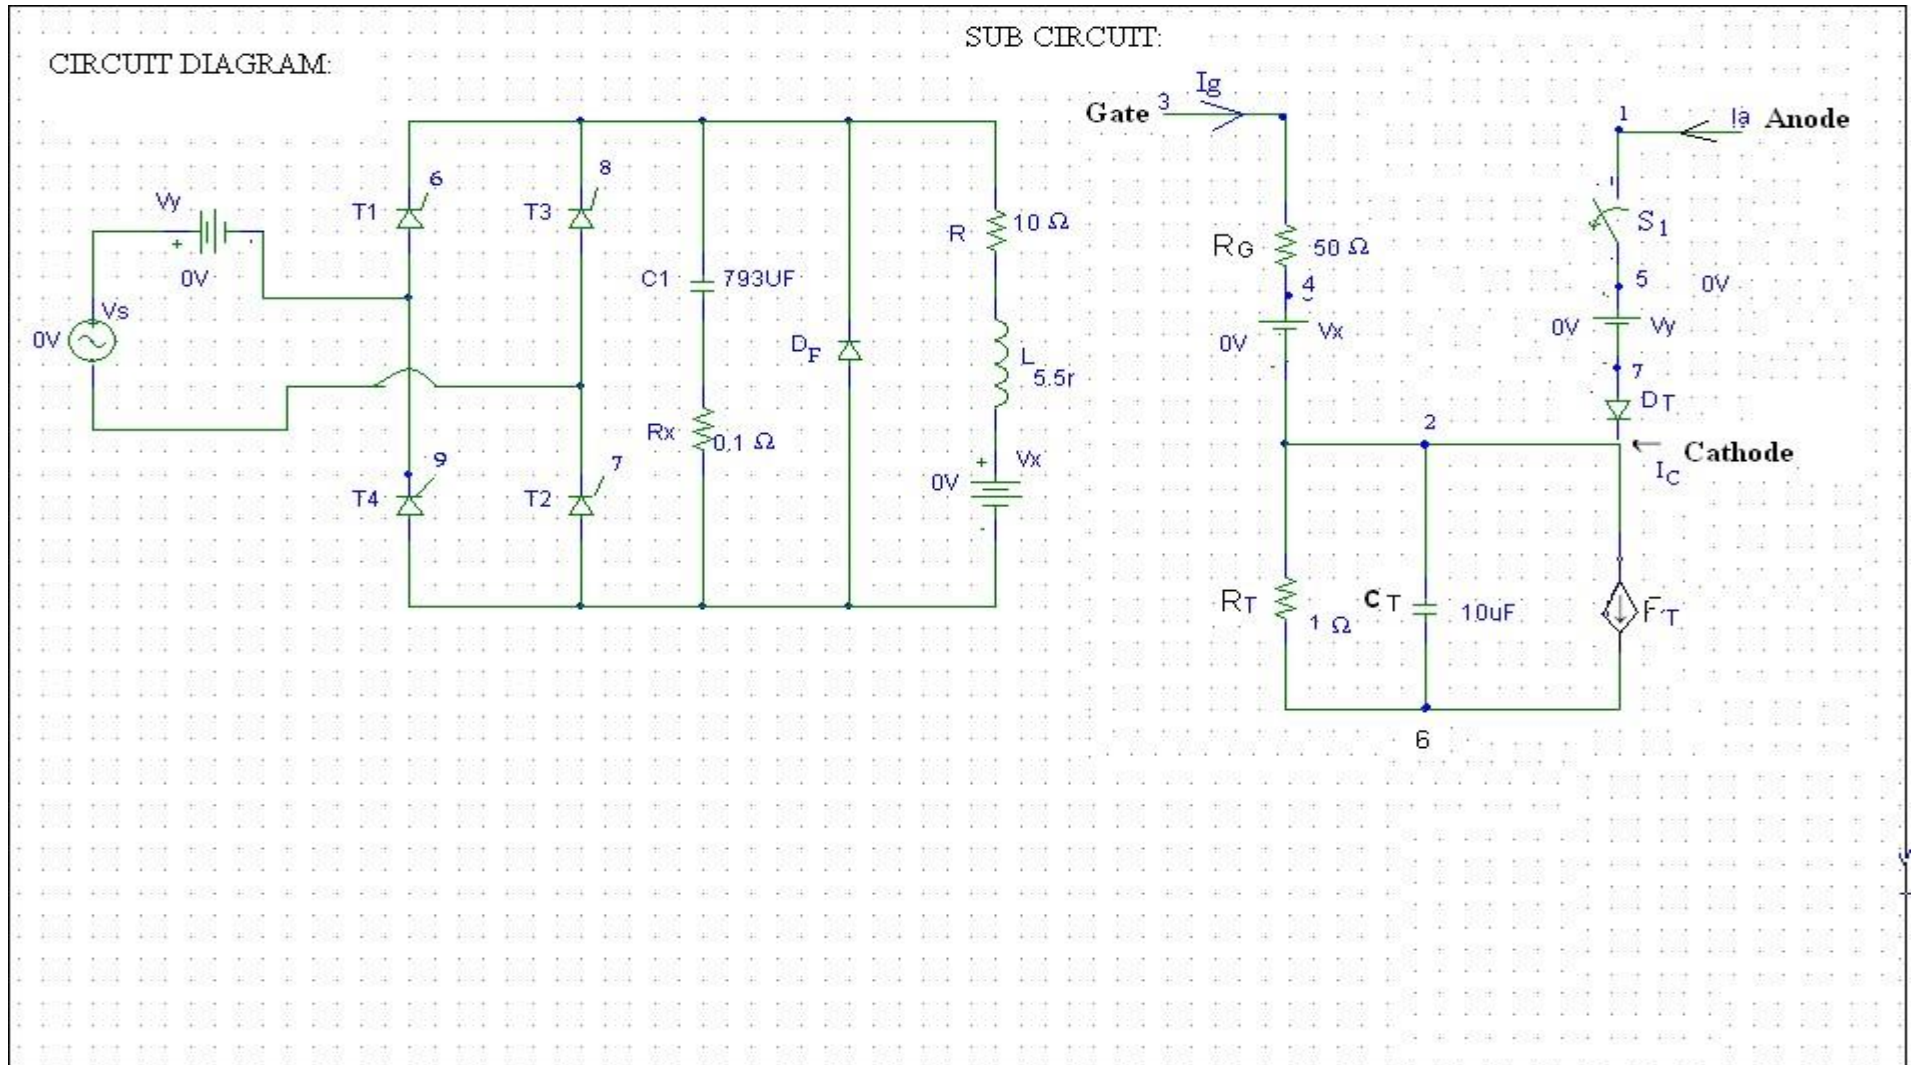 CIRCUIT DIAGRAM:
Vy
+ -
0V
Vs
0V
T1
6
T3
8
T4
9
T2
7
C1 793UF
Rx 0.1 Ω
DF
R 10 Ω
L
5.5r
+ Vx
0V
-
SUB CIRCUIT:
Gate 3 Ig
RG 50 Ω
4
0V Vx
1 Ia Anode
S1
5 0V
0V Vy
7
DT
2
Cathode
IC
RT 1 Ω
CT 10uF
FT
6